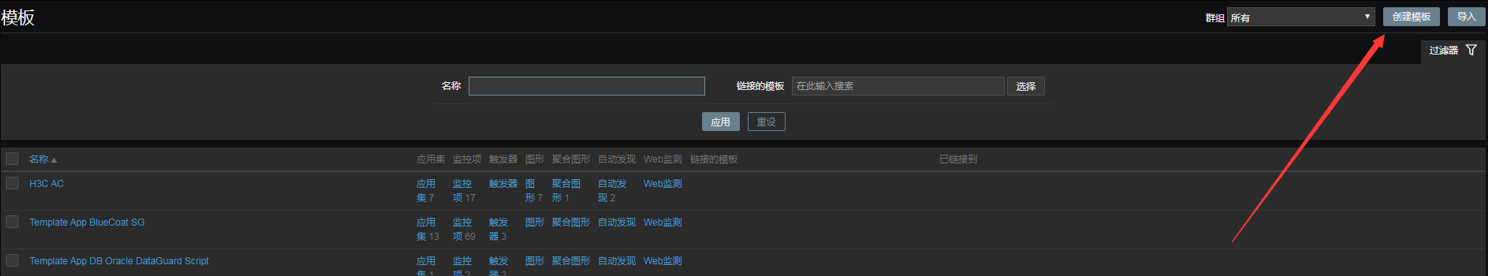 模板
群组 所有 创建模板 导入
过滤器
名称 链接的模板 在此输入搜索 选择
应用 重设
名称 应用集 监控项 触发器 图形 聚合图形 自动发现 Web监测 链接的模板 已链接到
H3C AC 应用 监控 触发器 图 聚合图 自动发 Web监测
集 7 项 17 形 7 形 1 现 2
Template App BlueCoat SG 应用 监控 触发 图形 聚合图形 自动发现 Web监测
集 13 项 69 器 3
Template App DB Oracle DataGuard Script 应用 监控 触发 图形 聚合图形 自动发现 Web监测
集 1 项 2 器 2